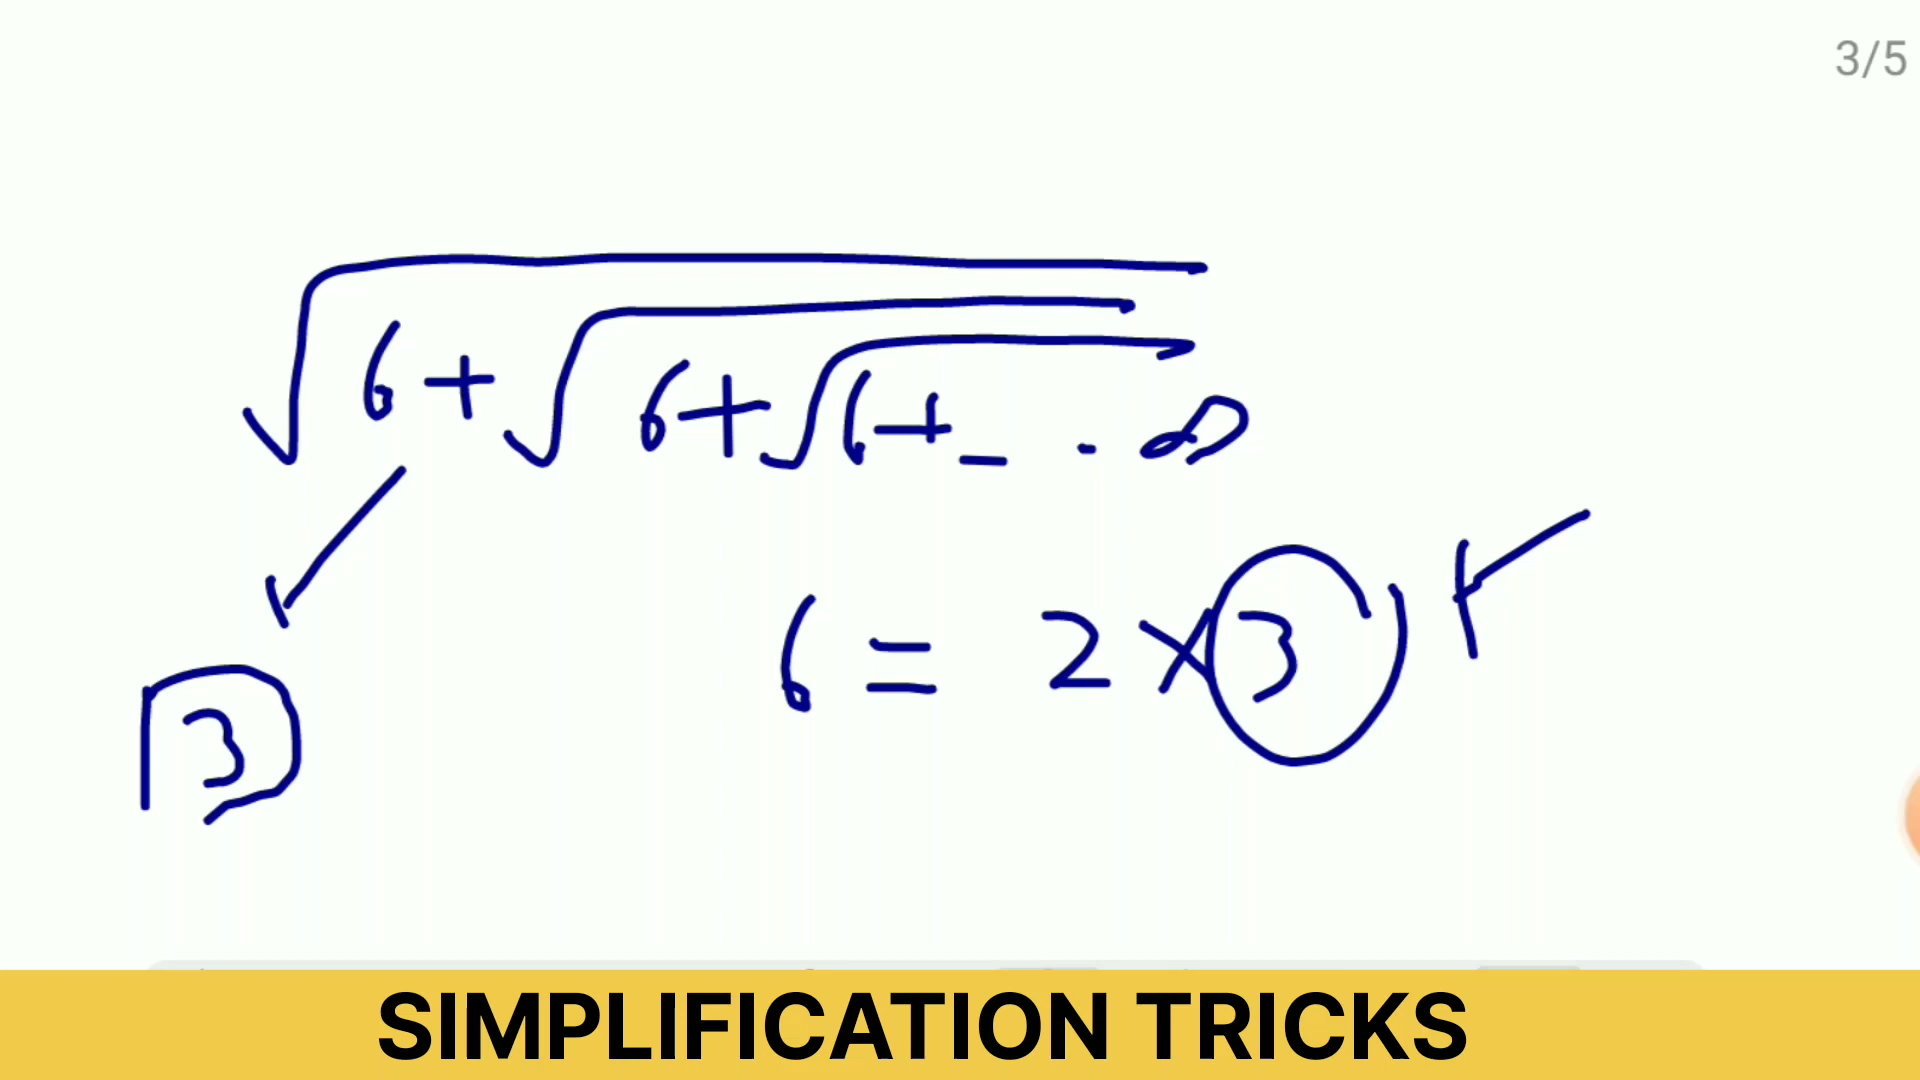 3/5
√6+√6+√6+_ . ∞
6 = 2×3
3
SIMPLIFICATION TRICKS